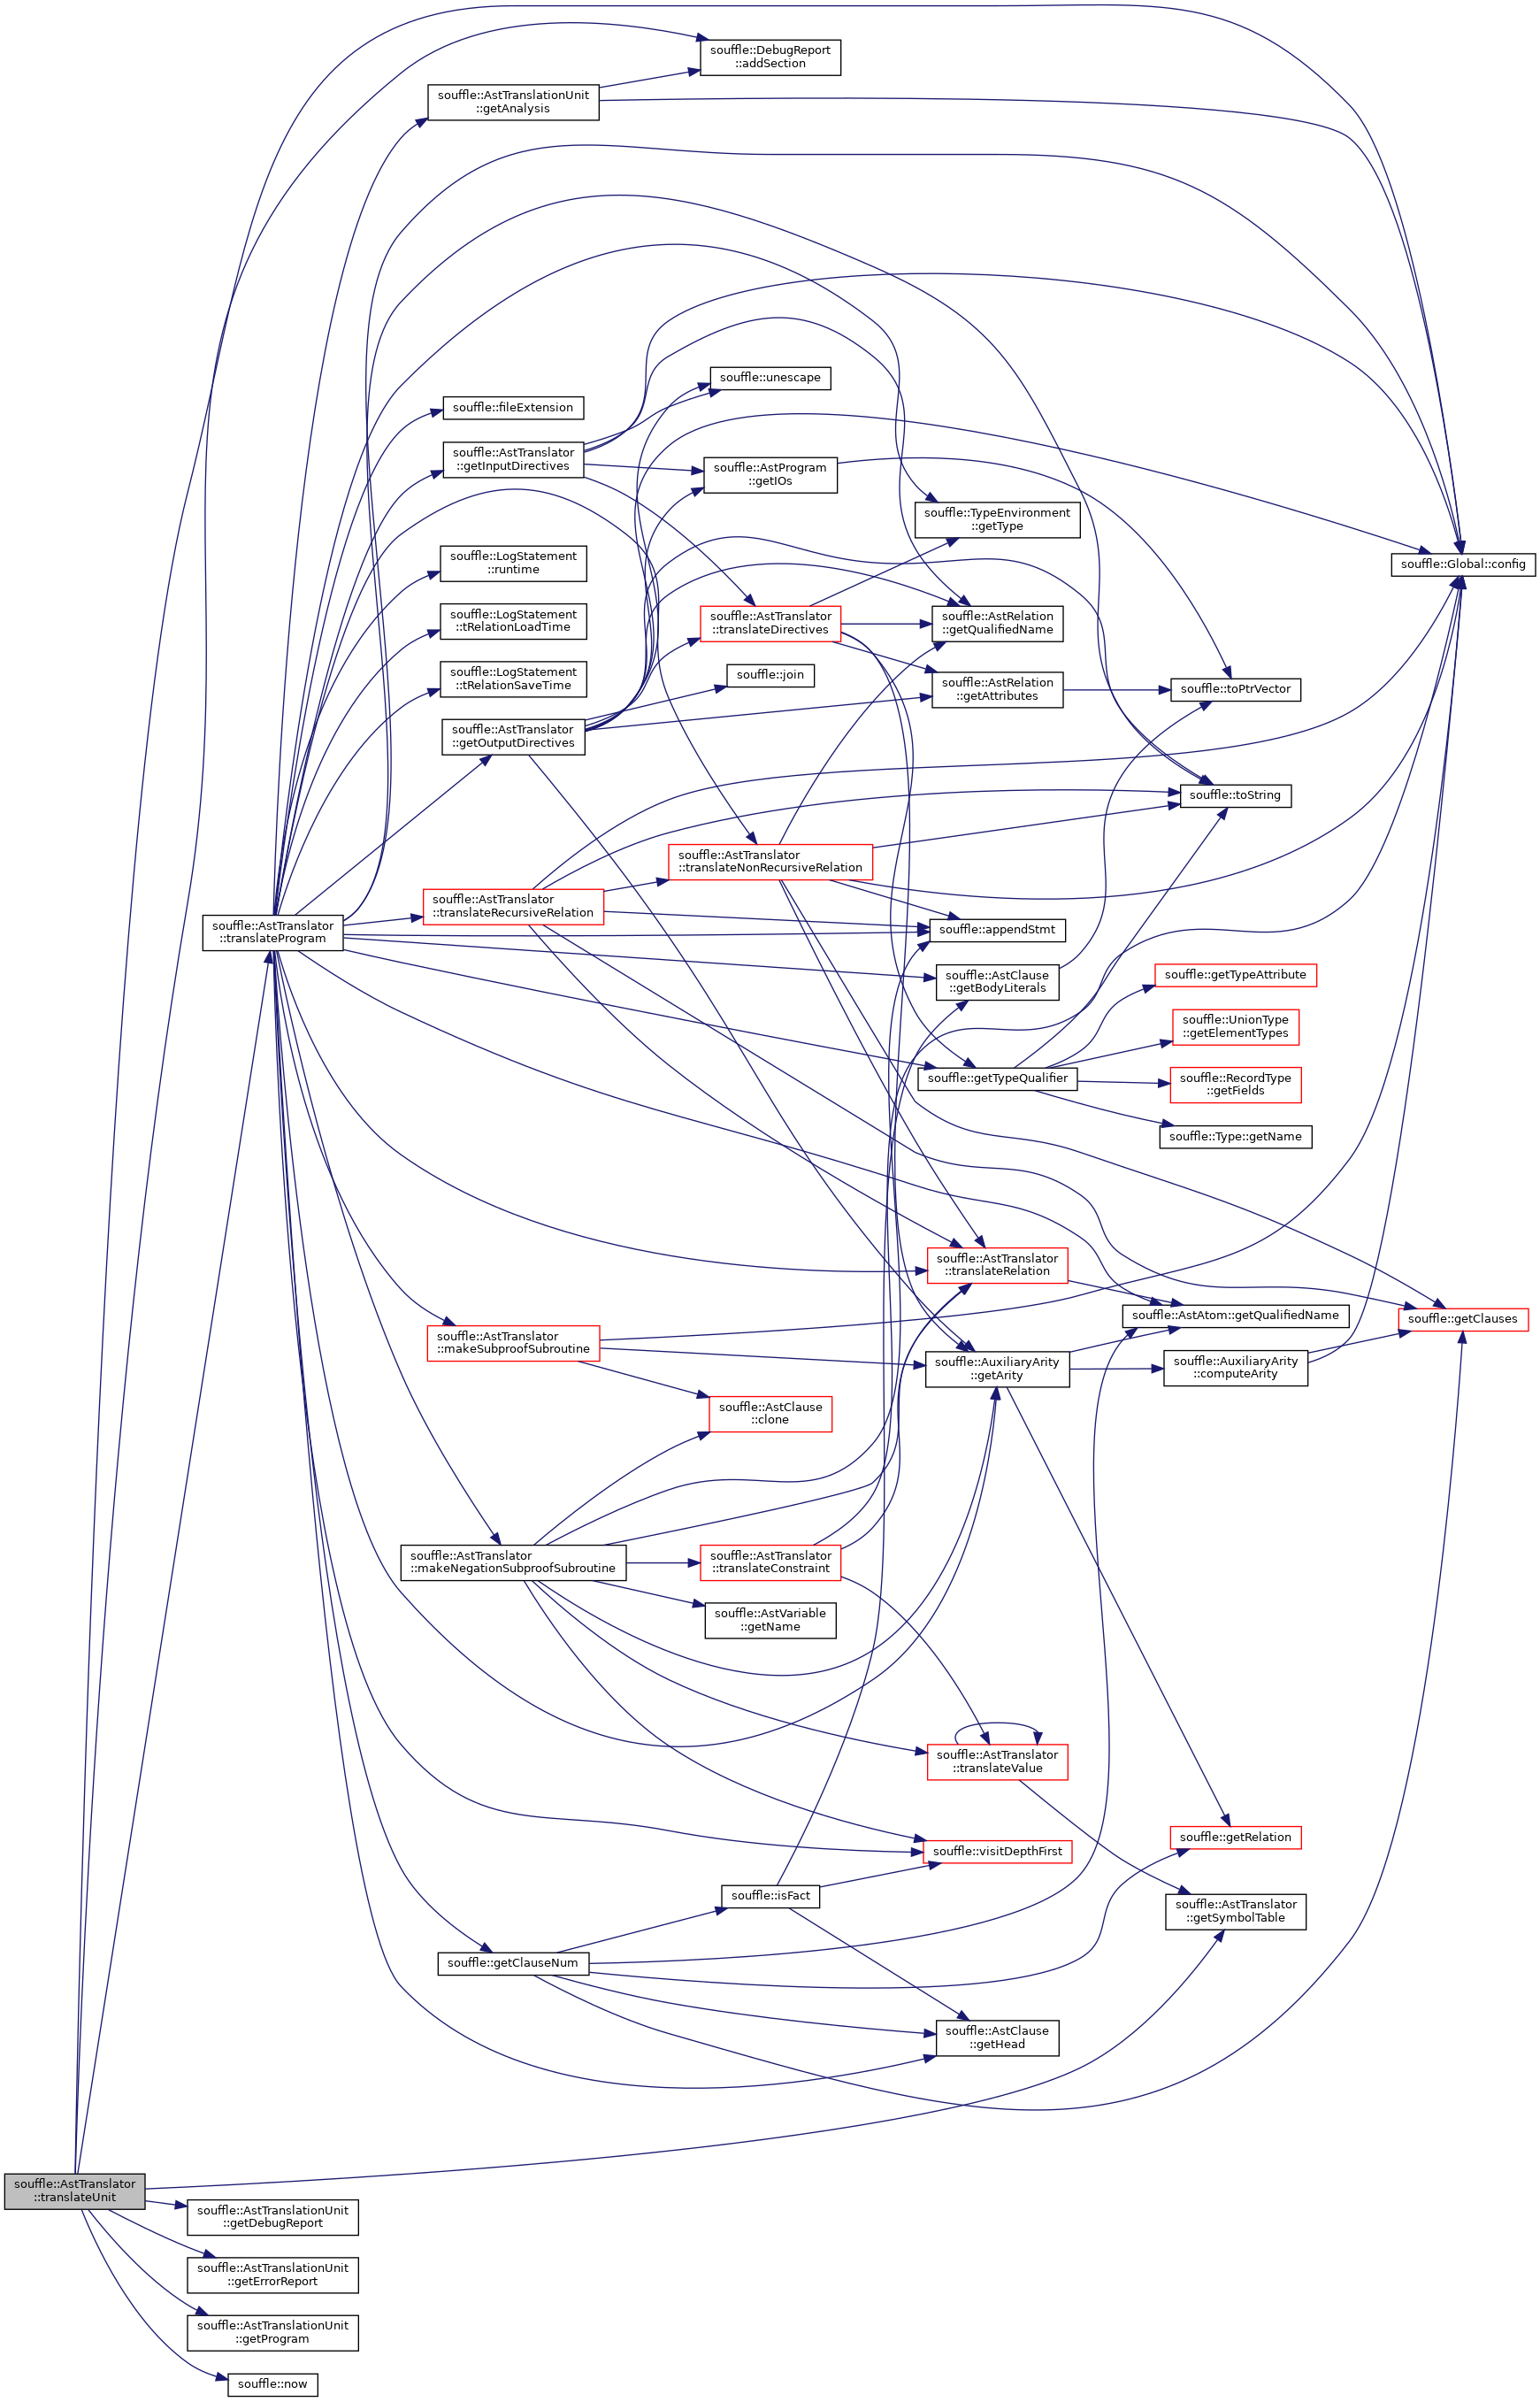 souffle::DebugReport
::addSection
souffle::AstTranslationUnit
::getAnalysis
souffle::unescape
souffle::fileExtension
souffle::AstTranslator
::getInputDirectives
souffle::AstProgram
::getIOs
souffle::TypeEnvironment
::getType
souffle::Global::config
souffle::LogStatement
::runtime
souffle::LogStatement
::tRelationLoadTime
souffle::AstTranslator
::translateDirectives
souffle::AstRelation
::getQualifiedName
souffle::LogStatement
::tRelationSaveTime
souffle::join
souffle::AstRelation
::getAttributes
souffle::toPtrVector
souffle::AstTranslator
::getOutputDirectives
souffle::toString
souffle::AstTranslator
::translateNonRecursiveRelation
souffle::AstTranslator
::translateRecursiveRelation
souffle::AstTranslator
::translateProgram
souffle::appendStmt
souffle::AstClause
::getBodyLiterals
souffle::getTypeAttribute
souffle::UnionType
::getElementTypes
souffle::getTypeQualifier
souffle::RecordType
::getFields
souffle::Type::getName
souffle::AstTranslator
::translateRelation
souffle::AstAtom::getQualifiedName
souffle::getClauses
souffle::AstTranslator
::makeSubproofSubroutine
souffle::AuxiliaryArity
::getArity
souffle::AuxiliaryArity
::computeArity
souffle::AstClause
::clone
souffle::AstTranslator
::makeNegationSubproofSubroutine
souffle::AstTranslator
::translateConstraint
souffle::AstVariable
::getName
souffle::AstTranslator
::translateValue
souffle::getRelation
souffle::visitDepthFirst
souffle::isFact
souffle::AstTranslator
::getSymbolTable
souffle::getClauseNum
souffle::AstClause
::getHead
souffle::AstTranslator
::translateUnit
souffle::AstTranslationUnit
::getDebugReport
souffle::AstTranslationUnit
::getErrorReport
souffle::AstTranslationUnit
::getProgram
souffle::now